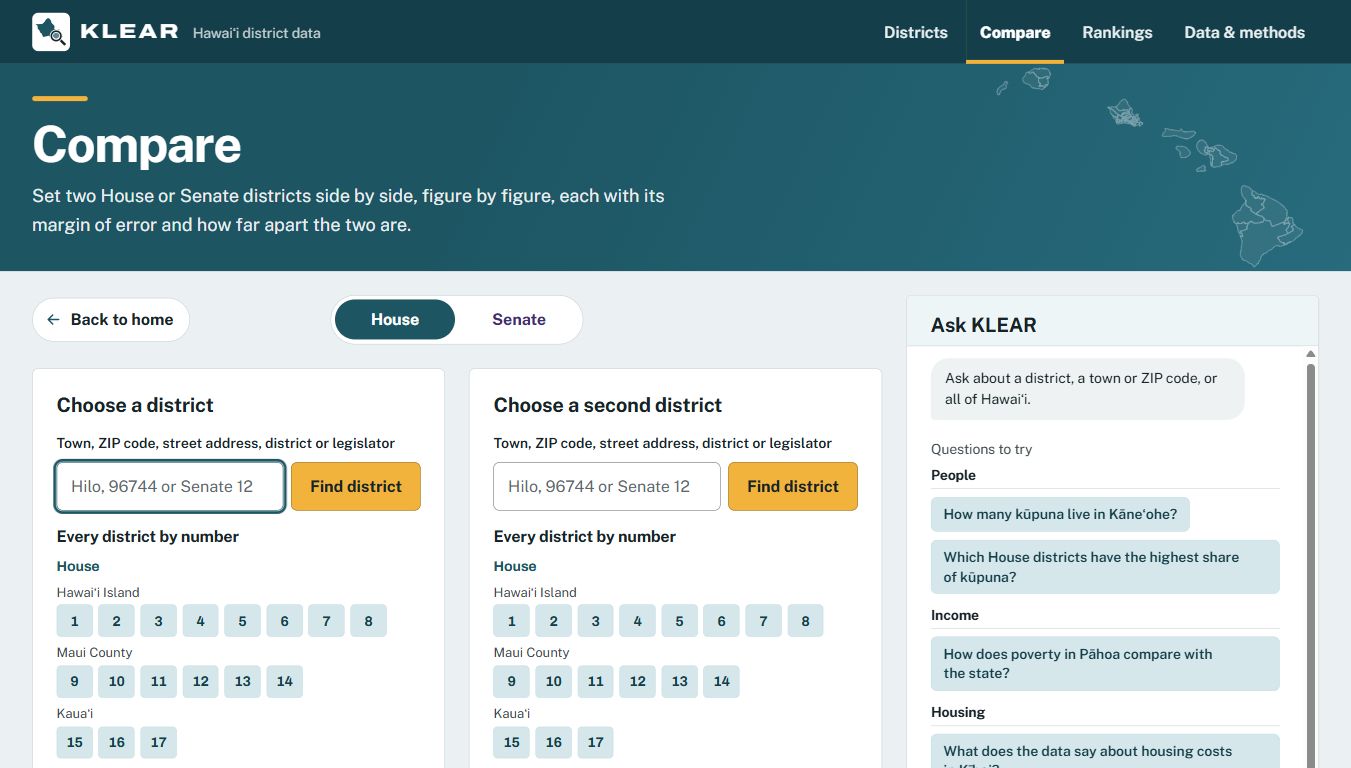 KLEAR Hawaiʻi district data
Districts Compare Rankings Data & methods
Compare
Set two House or Senate districts side by side, figure by figure, each with its
margin of error and how far apart the two are.
← Back to home
House Senate
Choose a district
Town, ZIP code, street address, district or legislator
Hilo, 96744 or Senate 12 Find district
Every district by number
House
Hawaiʻi Island
1 2 3 4 5 6 7 8
Maui County
9 10 11 12 13 14
Kauaʻi
15 16 17
Choose a second district
Town, ZIP code, street address, district or legislator
Hilo, 96744 or Senate 12 Find district
Every district by number
House
Hawaiʻi Island
1 2 3 4 5 6 7 8
Maui County
9 10 11 12 13 14
Kauaʻi
15 16 17
Ask KLEAR
Ask about a district, a town or ZIP code, or
all of Hawaiʻi.
Questions to try
People
How many kūpuna live in Kāneʻohe?
Which House districts have the highest share
of kūpuna?
Income
How does poverty in Pāhoa compare with
the state?
Housing
What does the data say about housing costs